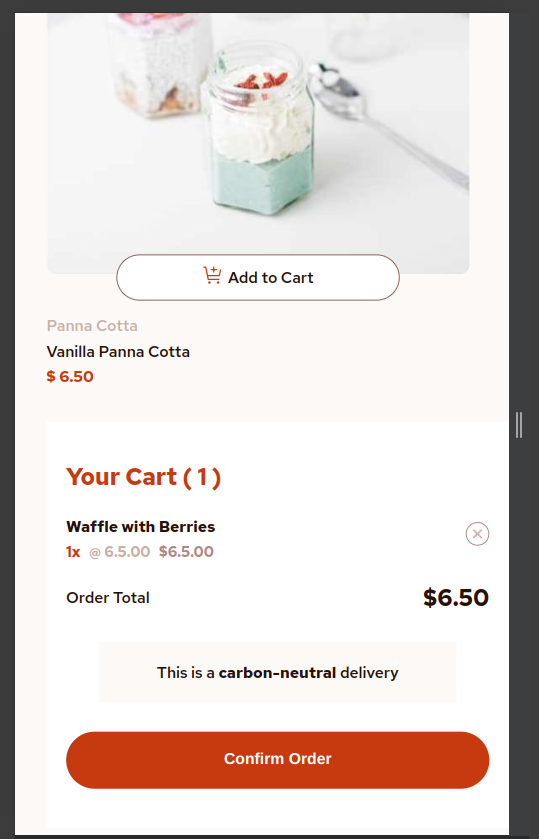 Add to Cart
Panna Cotta
Vanilla Panna Cotta
$ 6.50
Your Cart ( 1 )
Waffle with Berries
1x @ 6.5.00 $6.5.00
Order Total $6.50
This is a carbon-neutral delivery
Confirm Order